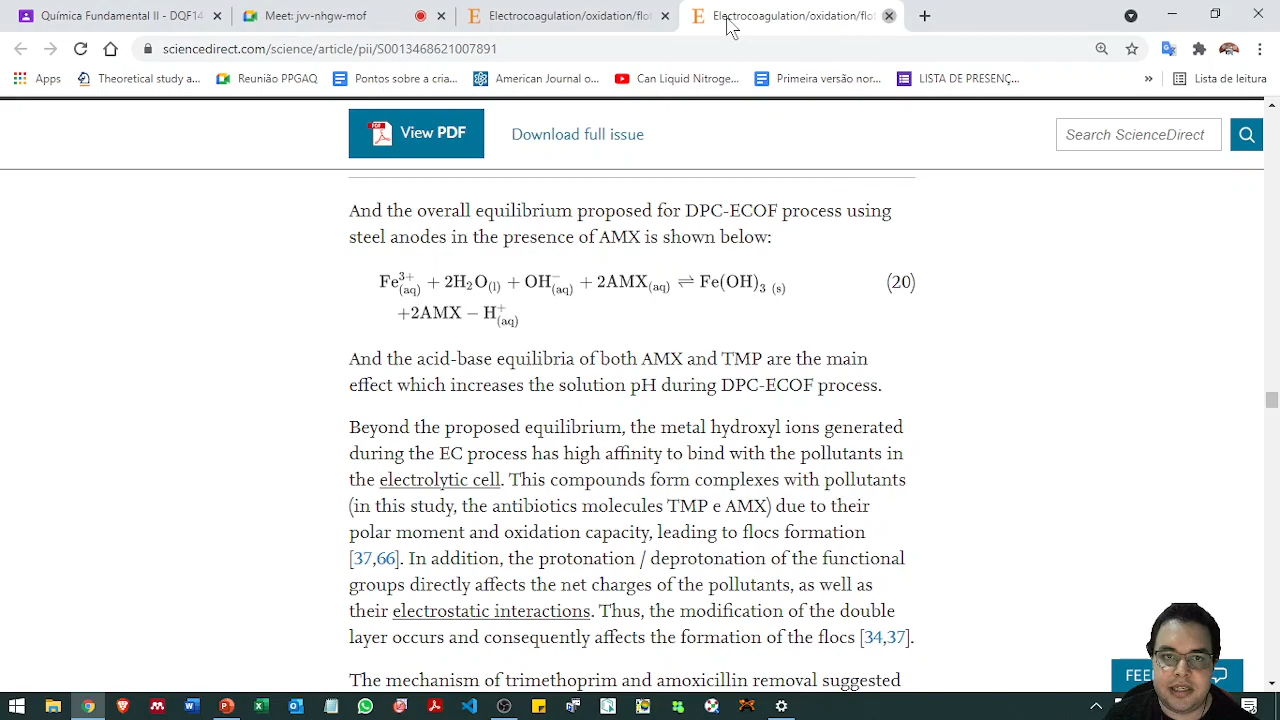 Química Fundamental II - DQF14
Meet: jvv-nhgw-mof
Electrocoagulation/oxidation/flot
Electrocoagulation/oxidation/flot
sciencedirect.com/science/article/pii/S0013468621007891
Apps
Theoretical study a...
Reunião PPGAQ
Pontos sobre a cria...
American Journal o...
Can Liquid Nitroge...
Primeira versão nor...
LISTA DE PRESENÇ...
»
Lista de leitura
View PDF
Download full issue
Search ScienceDirect
And the overall equilibrium proposed for DPC-ECOF process using
steel anodes in the presence of AMX is shown below:
Fe³⁺(aq) + 2H₂O(l) + OH⁻(aq) + 2AMX(aq) ⇌ Fe(OH)₃ (s) (20)
+2AMX − H⁺(aq)
And the acid-base equilibria of both AMX and TMP are the main
effect which increases the solution pH during DPC-ECOF process.
Beyond the proposed equilibrium, the metal hydroxyl ions generated
during the EC process has high affinity to bind with the pollutants in
the electrolytic cell. This compounds form complexes with pollutants
(in this study, the antibiotics molecules TMP e AMX) due to their
polar moment and oxidation capacity, leading to flocs formation
[37,66]. In addition, the protonation / deprotonation of the functional
groups directly affects the net charges of the pollutants, as well as
their electrostatic interactions. Thus, the modification of the double
layer occurs and consequently affects the formation of the flocs [34,37].
The mechanism of trimethoprim and amoxicillin removal suggested